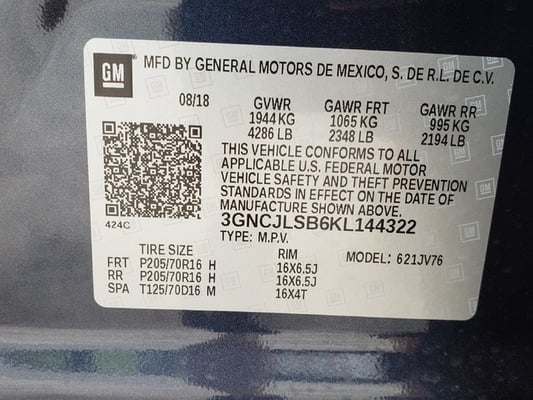 GM
MFD BY GENERAL MOTORS DE MEXICO, S. DE R.L. DE C.V.
08/18 GVWR GAWR FRT GAWR RR
1944 KG 1065 KG 995 KG
4286 LB 2348 LB 2194 LB
THIS VEHICLE CONFORMS TO ALL
APPLICABLE U.S. FEDERAL MOTOR
VEHICLE SAFETY AND THEFT PREVENTION
STANDARDS IN EFFECT ON THE DATE OF
MANUFACTURE SHOWN ABOVE.
424C
3GNCJLSB6KL144322
TYPE: M.P.V.
TIRE SIZE RIM MODEL: 621JV76
FRT P205/70R16 H 16X6.5J
RR P205/70R16 H 16X6.5J
SPA T125/70D16 M 16X4T